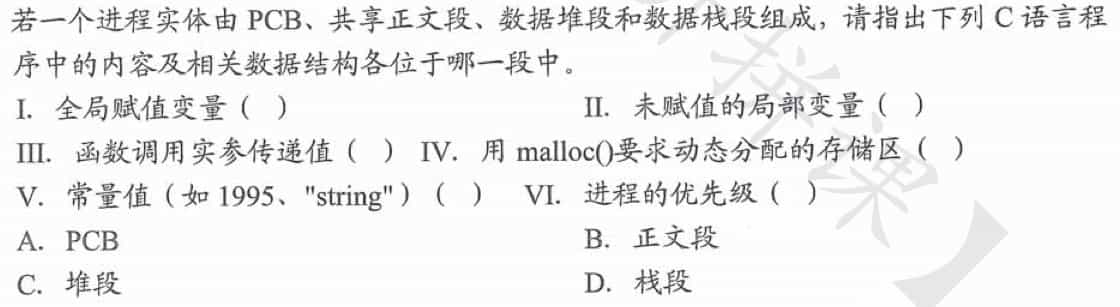 若一个进程实体由 PCB、共享正文段、数据堆段和数据栈段组成，请指出下列 C 语言程
序中的内容及相关数据结构各位于哪一段中。
I. 全局赋值变量（ ） II. 未赋值的局部变量（ ）
III. 函数调用实参传递值（ ） IV. 用 malloc()要求动态分配的存储区（ ）
V. 常量值（如 1995、"string"）（ ） VI. 进程的优先级（ ）
A. PCB B. 正文段
C. 堆段 D. 栈段